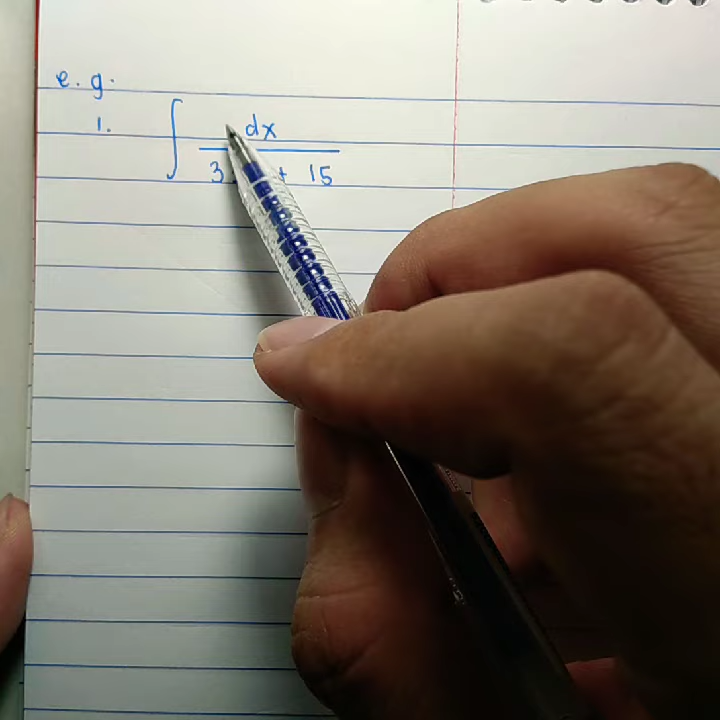 e.g.
1. ∫ dx
3 + 15